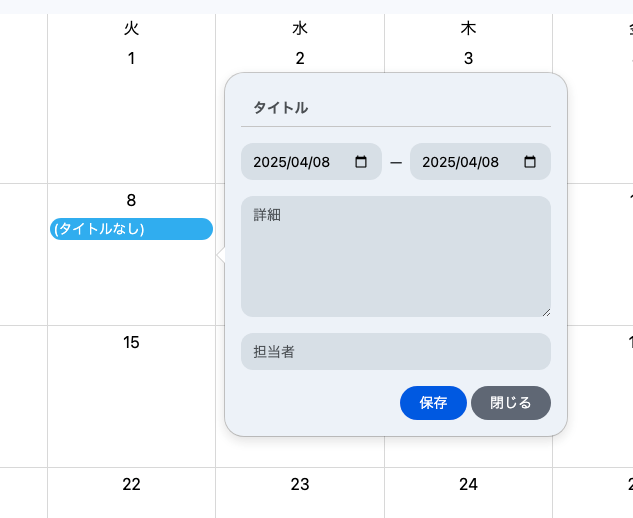 火 水 木
1 2 3
タイトル
2025/04/08 — 2025/04/08
8
(タイトルなし)
詳細
15
担当者
保存 閉じる
22 23 24